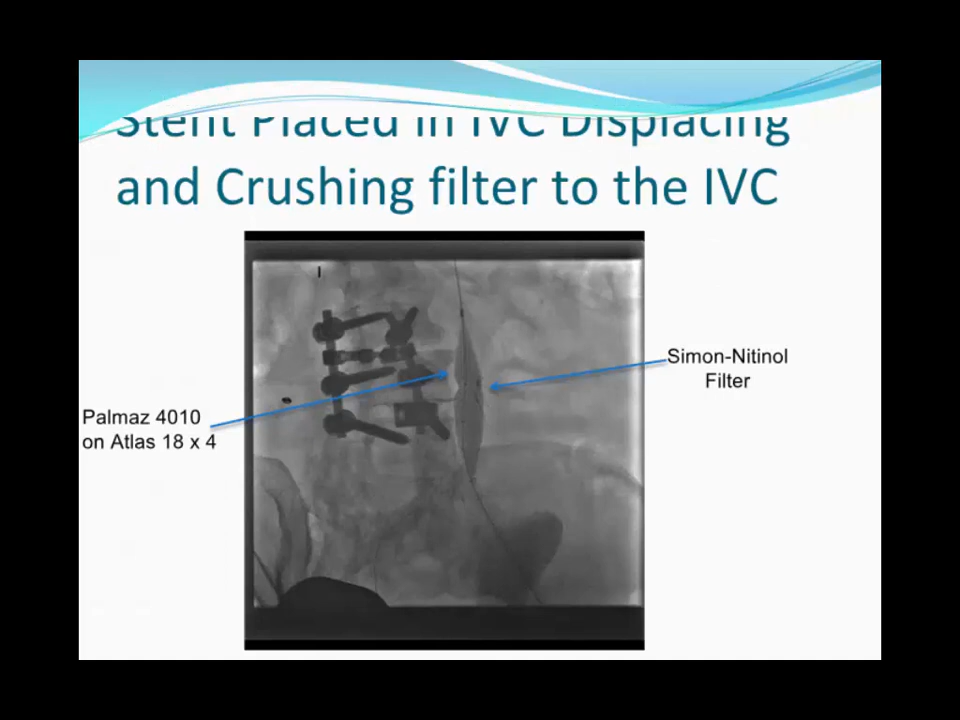 Stent Placed in IVC Displacing
and Crushing filter to the IVC
Simon-Nitinol
Filter
Palmaz 4010
on Atlas 18 x 4